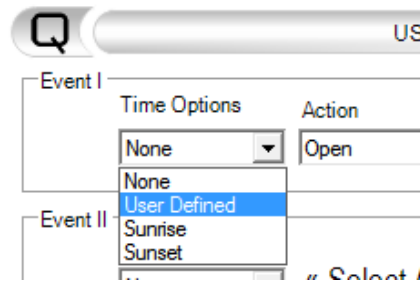 Q
US
Event I
Time Options Action
None Open
None
User Defined
Sunrise
Sunset
Event II
« Select